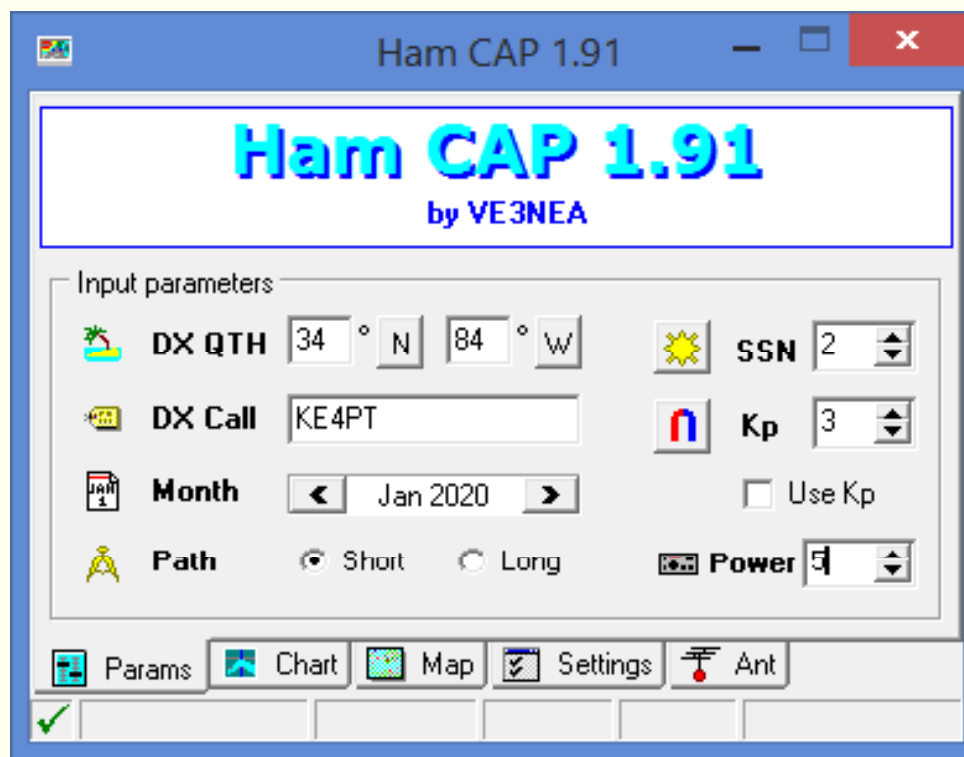 Ham CAP 1.91
Ham CAP 1.91
by VE3NEA
Input parameters
DX QTH 34 ° N 84 ° W SSN 2
DX Call KE4PT Kp 3
JAN 1 Month < Jan 2020 > Use Kp
Path Short Long Power 5
Params Chart Map Settings Ant